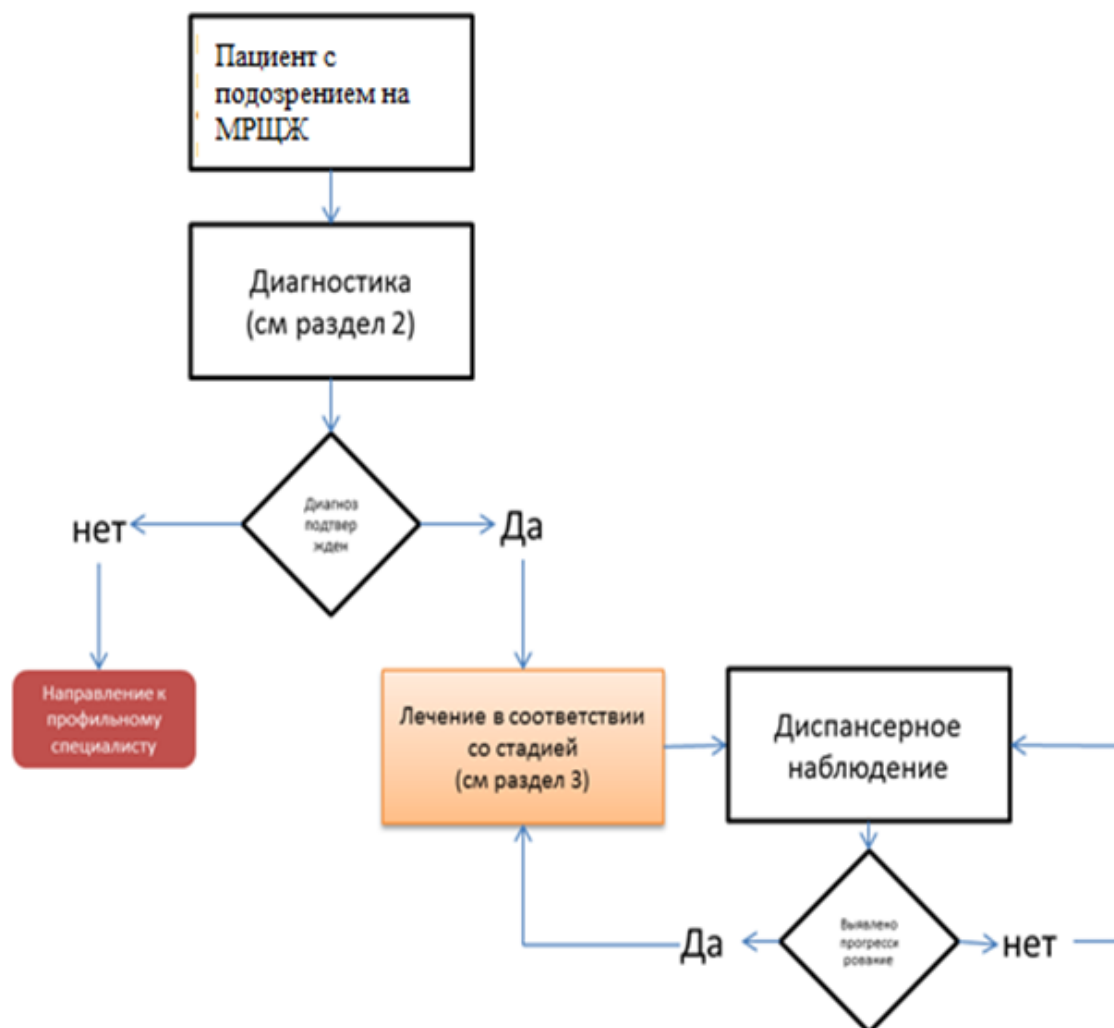 Пациент с
подозрением на
МРЩЖ
Диагностика
(см раздел 2)
Диагноз
подтвер
жден
нет
Да
Направление к
профильному
специалисту
Лечение в соответствии
со стадией
(см раздел 3)
Диспансерное
наблюдение
Выявлено
прогресси
рование
Да
нет